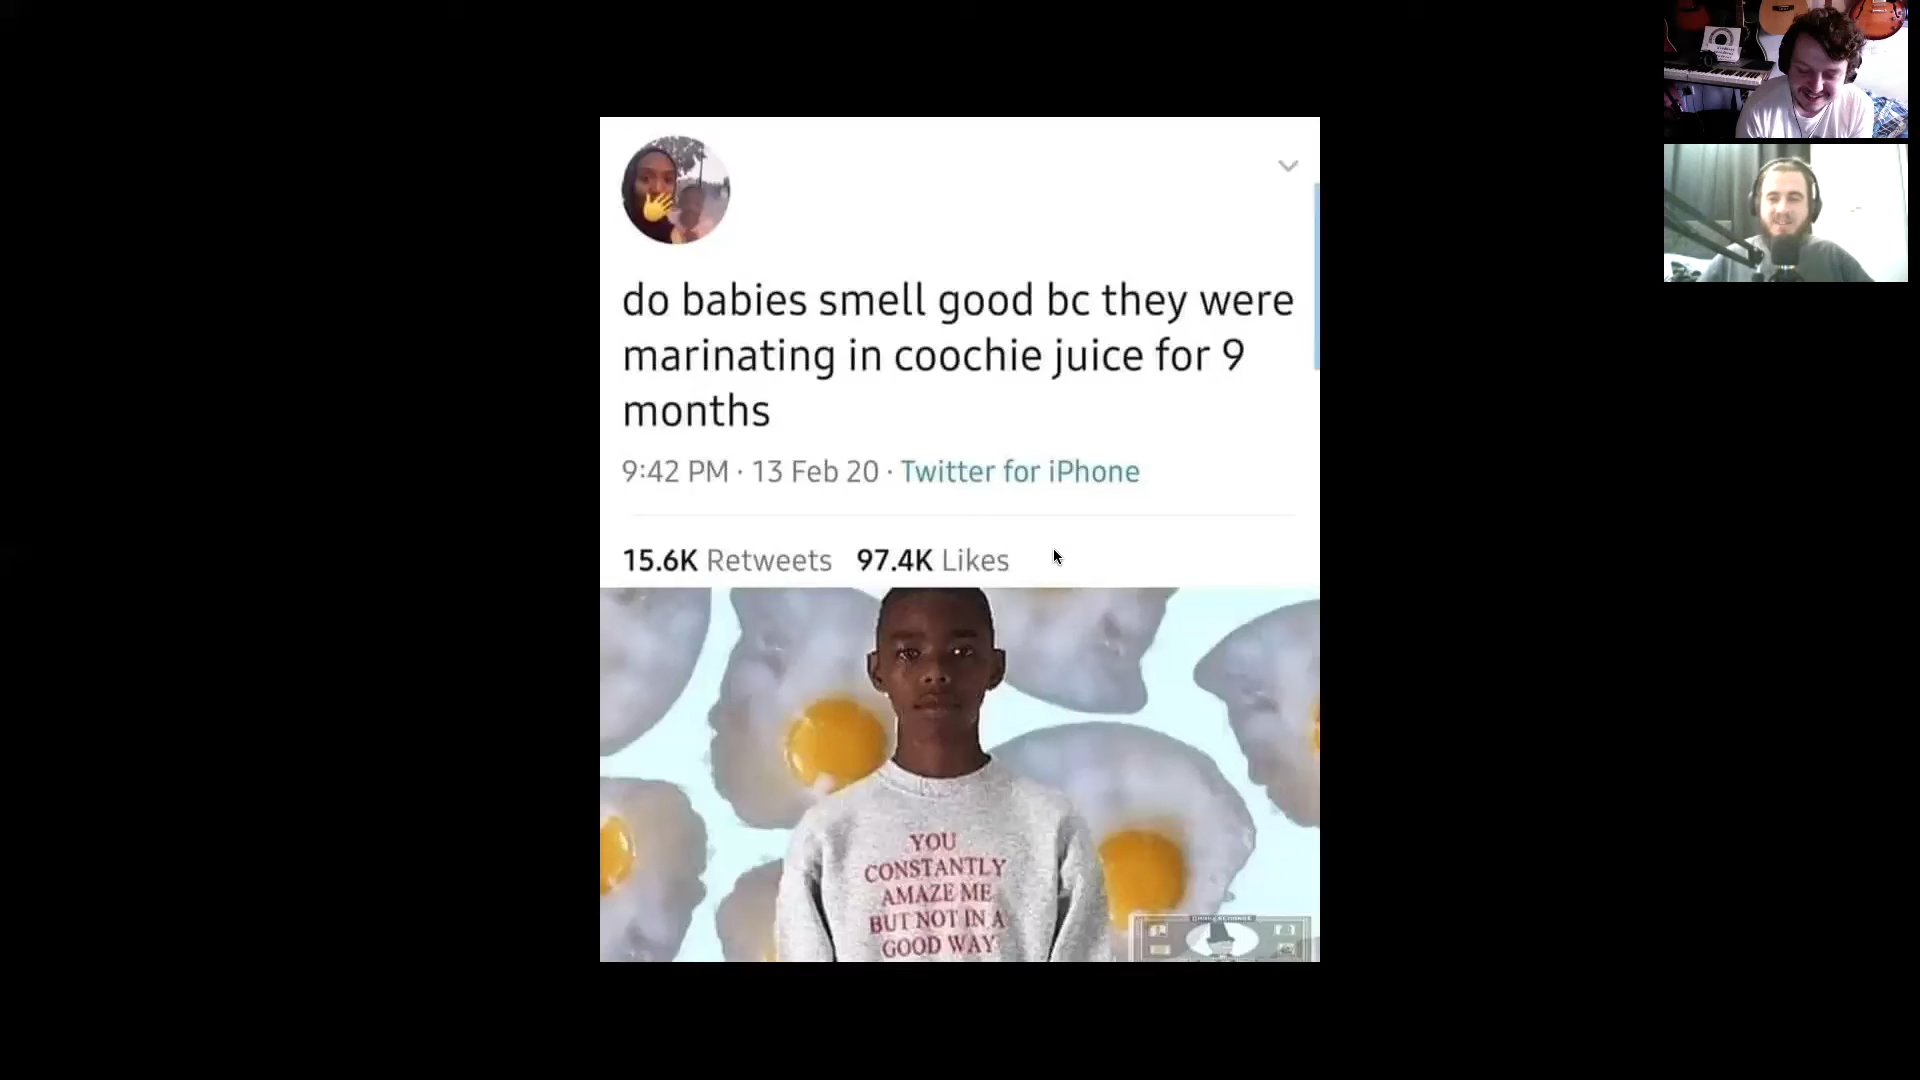 do babies smell good bc they were
marinating in coochie juice for 9
months
9:42 PM · 13 Feb 20 · Twitter for iPhone
15.6K Retweets 97.4K Likes
YOU
CONSTANTLY
AMAZE ME
BUT NOT IN A
GOOD WAY